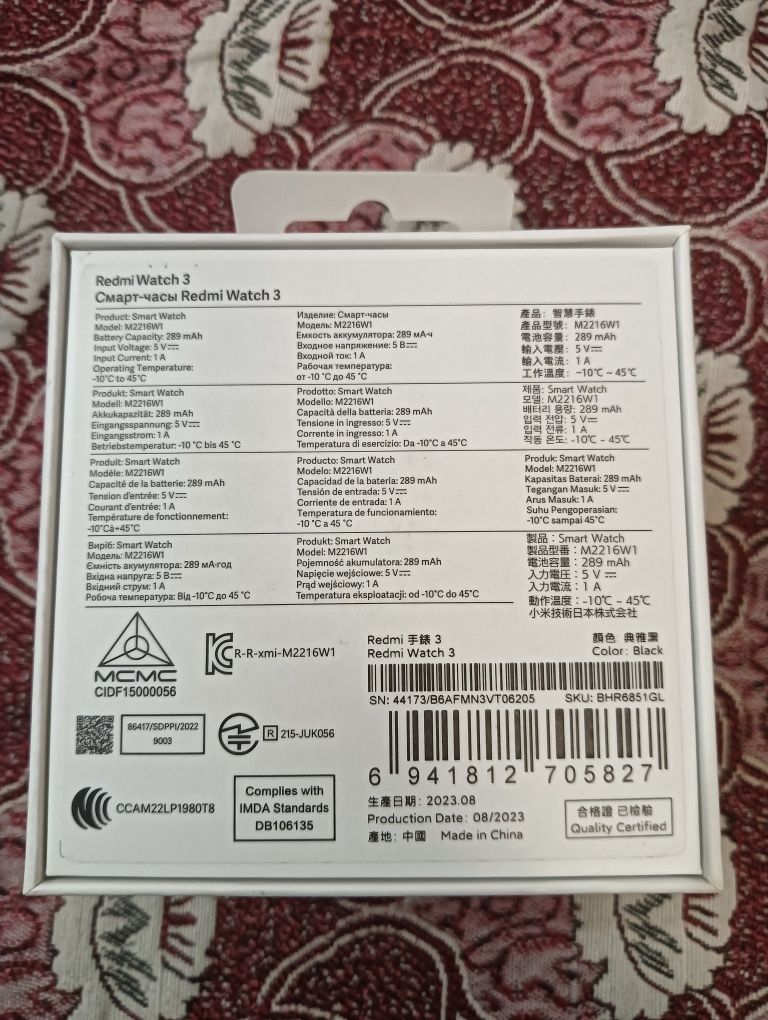 Redmi Watch 3
Смарт-часы Redmi Watch 3
Product: Smart Watch
Model: M2216W1
Battery Capacity: 289 mAh
Input Voltage: 5 V⎓
Input Current: 1 A
Operating Temperature:
-10°C to 45°C
Изделие: Смарт-часы
Модель: M2216W1
Емкость аккумулятора: 289 мА·ч
Входное напряжение: 5 В⎓
Входной ток: 1 А
Рабочая температура:
от -10 °C до 45 °C
產品: 智慧手錶
產品型號: M2216W1
電池容量: 289 mAh
輸入電壓: 5 V⎓
輸入電流: 1 A
工作溫度: -10℃ ~ 45℃
Produkt: Smart Watch
Modell: M2216W1
Akkukapazität: 289 mAh
Eingangsspannung: 5 V⎓
Eingangsstrom: 1 A
Betriebstemperatur: -10 °C bis 45 °C
Prodotto: Smart Watch
Modello: M2216W1
Capacità della batteria: 289 mAh
Tensione in ingresso: 5 V⎓
Corrente in ingresso: 1 A
Temperatura di esercizio: Da -10°C a 45°C
제품: Smart Watch
모델: M2216W1
배터리 용량: 289 mAh
입력 전압: 5 V⎓
입력 전류: 1 A
작동 온도: -10℃ ~ 45℃
Produit: Smart Watch
Modèle: M2216W1
Capacité de la batterie: 289 mAh
Tension d'entrée: 5 V⎓
Courant d'entrée: 1 A
Température de fonctionnement:
-10°Cà+45°C
Producto: Smart Watch
Modelo: M2216W1
Capacidad de la batería: 289 mAh
Tensión de entrada: 5 V⎓
Corriente de entrada: 1 A
Temperatura de funcionamiento:
-10 °C a 45 °C
Produk: Smart Watch
Model: M2216W1
Kapasitas Baterai: 289 mAh
Tegangan Masuk: 5 V⎓
Arus Masuk: 1 A
Suhu Pengoperasian:
-10°C sampai 45°C
Виріб: Smart Watch
Модель: M2216W1
Ємність акумулятора: 289 мА·год
Вхідна напруга: 5 В⎓
Вхідний струм: 1 А
Робоча температура: Від -10°C до 45 °C
Produkt: Smart Watch
Model: M2216W1
Pojemność akumulatora: 289 mAh
Napięcie wejściowe: 5 V⎓
Prąd wejściowy: 1 A
Temperatura eksploatacji: od -10°C do 45°C
製品：Smart Watch
製品型番：M2216W1
電池容量：289 mAh
入力電圧：5 V⎓
入力電流：1 A
動作温度：-10℃ ~ 45℃
小米技術日本株式会社
MCMC
CIDF15000056
R-R-xmi-M2216W1
Redmi 手錶 3
Redmi Watch 3
顏色: 典雅黑
Color: Black
SN: 44173/B6AFMN3VT06205
SKU: BHR6851GL
86417/SDPPI/2022
9003
R 215-JUK056
6 941812 705827
CCAM22LP1980T8
Complies with
IMDA Standards
DB106135
生產日期: 2023.08
Production Date: 08/2023
產地: 中國 Made in China
合格證 已檢驗
Quality Certified